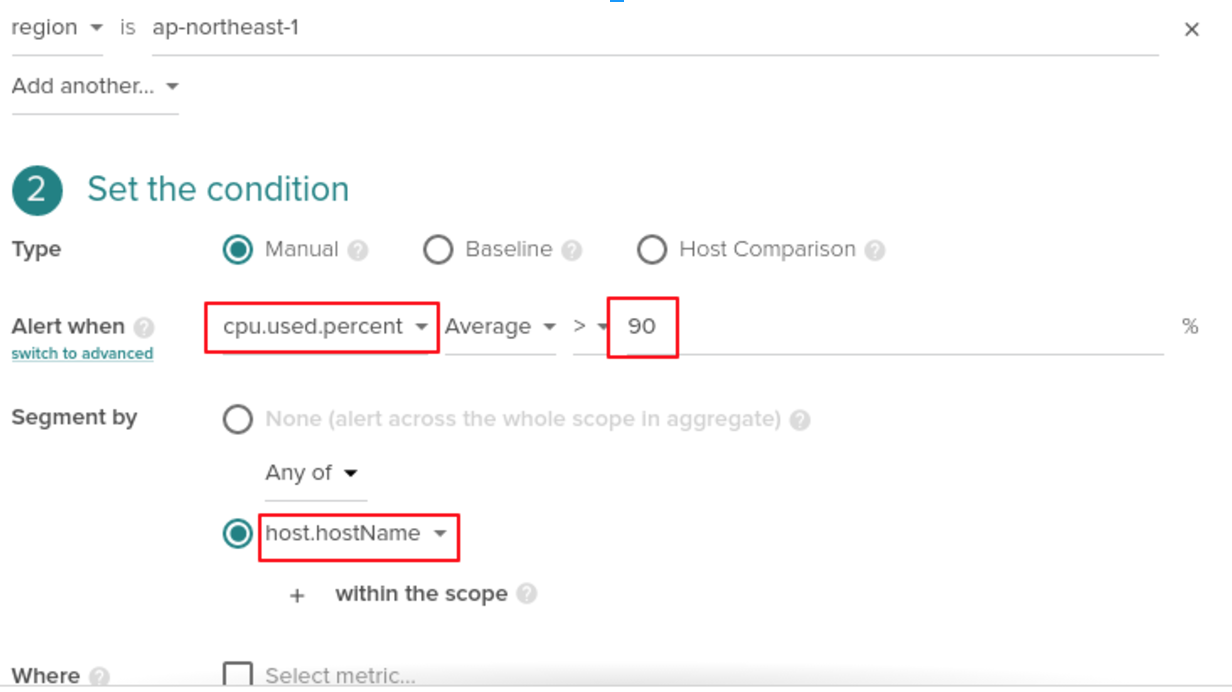 region is ap-northeast-1 ×
Add another...
2 Set the condition
Type Manual ? Baseline ? Host Comparison ?
Alert when ? cpu.used.percent Average > 90 %
switch to advanced
Segment by None (alert across the whole scope in aggregate) ?
Any of
host.hostName
+ within the scope ?
Where ? Select metric...